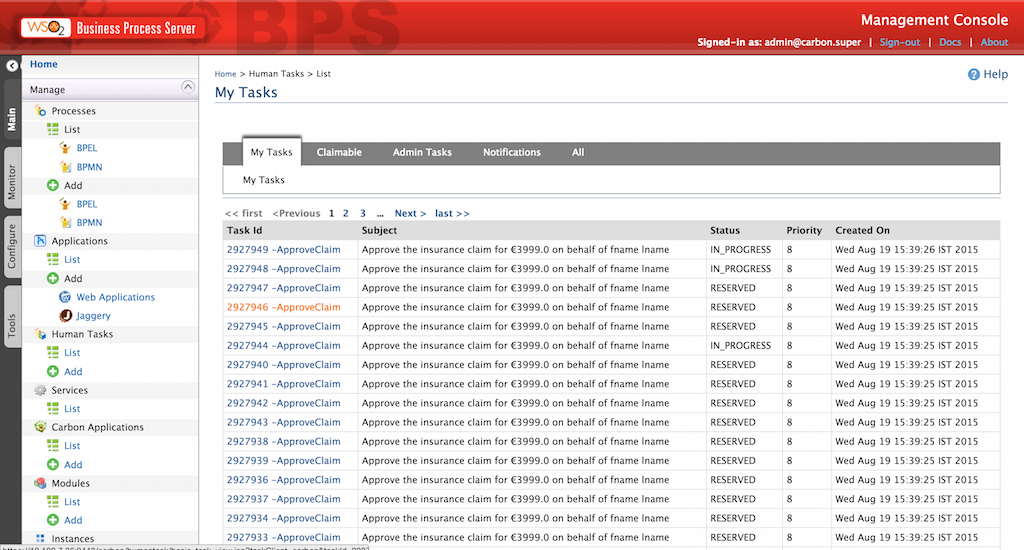 BPS
WSO2 Business Process Server
Management Console
Signed-in as: admin@carbon.super | Sign-out | Docs | About
Main
Monitor
Configure
Tools
Home
Manage
Processes
List
BPEL
BPMN
Add
BPEL
BPMN
Applications
List
Add
Web Applications
Jaggery
Human Tasks
List
Add
Services
List
Carbon Applications
List
Add
Modules
List
Add
Instances
Home > Human Tasks > List
Help
My Tasks
My Tasks Claimable Admin Tasks Notifications All
My Tasks
<< first <Previous 1 2 3 ... Next > last >>
Task Id Subject Status Priority Created On
2927949 -ApproveClaim Approve the insurance claim for €3999.0 on behalf of fname lname IN_PROGRESS 8 Wed Aug 19 15:39:26 IST 2015
2927948 -ApproveClaim Approve the insurance claim for €3999.0 on behalf of fname lname IN_PROGRESS 8 Wed Aug 19 15:39:25 IST 2015
2927947 -ApproveClaim Approve the insurance claim for €3999.0 on behalf of fname lname RESERVED 8 Wed Aug 19 15:39:25 IST 2015
2927946 -ApproveClaim Approve the insurance claim for €3999.0 on behalf of fname lname RESERVED 8 Wed Aug 19 15:39:25 IST 2015
2927945 -ApproveClaim Approve the insurance claim for €3999.0 on behalf of fname lname RESERVED 8 Wed Aug 19 15:39:25 IST 2015
2927944 -ApproveClaim Approve the insurance claim for €3999.0 on behalf of fname lname IN_PROGRESS 8 Wed Aug 19 15:39:25 IST 2015
2927940 -ApproveClaim Approve the insurance claim for €3999.0 on behalf of fname lname RESERVED 8 Wed Aug 19 15:39:25 IST 2015
2927941 -ApproveClaim Approve the insurance claim for €3999.0 on behalf of fname lname RESERVED 8 Wed Aug 19 15:39:25 IST 2015
2927942 -ApproveClaim Approve the insurance claim for €3999.0 on behalf of fname lname RESERVED 8 Wed Aug 19 15:39:25 IST 2015
2927943 -ApproveClaim Approve the insurance claim for €3999.0 on behalf of fname lname RESERVED 8 Wed Aug 19 15:39:25 IST 2015
2927938 -ApproveClaim Approve the insurance claim for €3999.0 on behalf of fname lname RESERVED 8 Wed Aug 19 15:39:25 IST 2015
2927939 -ApproveClaim Approve the insurance claim for €3999.0 on behalf of fname lname RESERVED 8 Wed Aug 19 15:39:25 IST 2015
2927936 -ApproveClaim Approve the insurance claim for €3999.0 on behalf of fname lname RESERVED 8 Wed Aug 19 15:39:25 IST 2015
2927937 -ApproveClaim Approve the insurance claim for €3999.0 on behalf of fname lname RESERVED 8 Wed Aug 19 15:39:25 IST 2015
2927934 -ApproveClaim Approve the insurance claim for €3999.0 on behalf of fname lname RESERVED 8 Wed Aug 19 15:39:25 IST 2015
2927933 -ApproveClaim Approve the insurance claim for €3999.0 on behalf of fname lname RESERVED 8 Wed Aug 19 15:39:25 IST 2015